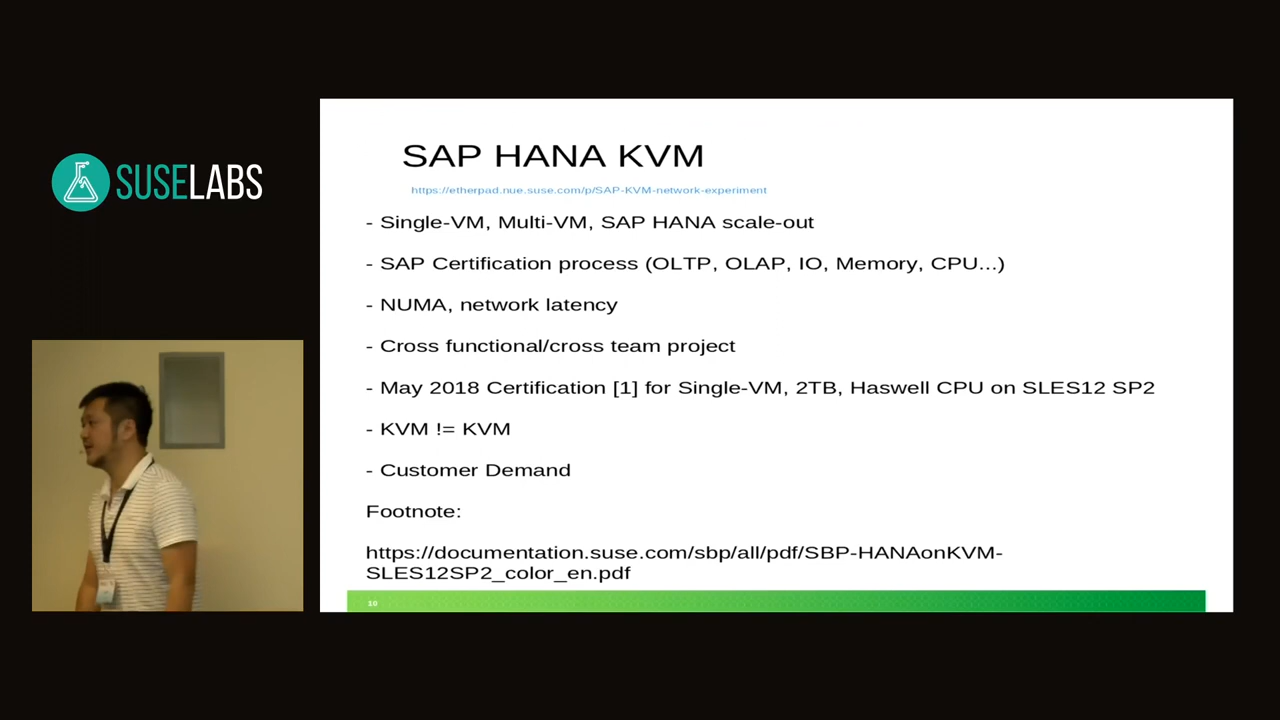 SUSELABS
SAP HANA KVM
https://etherpad.nue.suse.com/p/SAP-KVM-network-experiment
- Single-VM, Multi-VM, SAP HANA scale-out
- SAP Certification process (OLTP, OLAP, IO, Memory, CPU...)
- NUMA, network latency
- Cross functional/cross team project
- May 2018 Certification [1] for Single-VM, 2TB, Haswell CPU on SLES12 SP2
- KVM != KVM
- Customer Demand
Footnote:
https://documentation.suse.com/sbp/all/pdf/SBP-HANAonKVM-
SLES12SP2_color_en.pdf
10